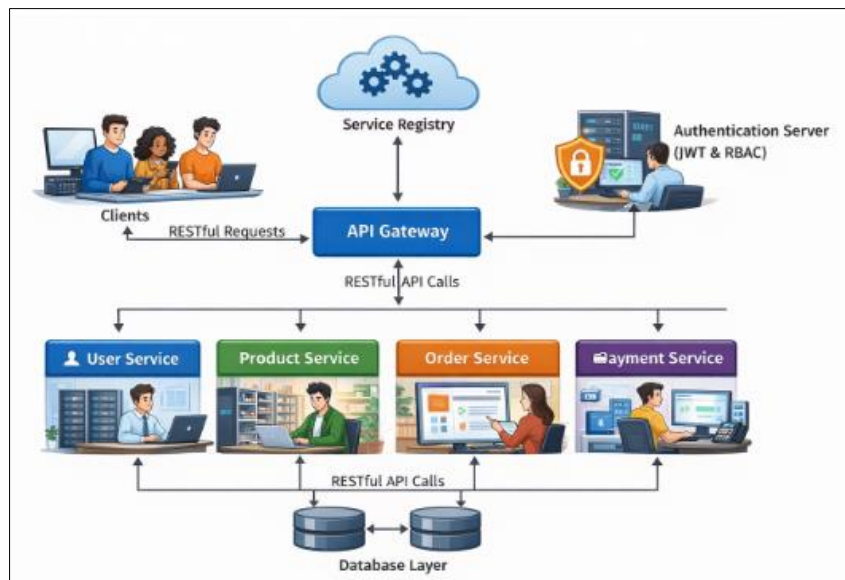 Service Registry
Authentication Server
(JWT & RBAC)
Clients
RESTful Requests
API Gateway
RESTful API Calls
User Service
Product Service
Order Service
ayment Service
RESTful API Calls
Database Layer